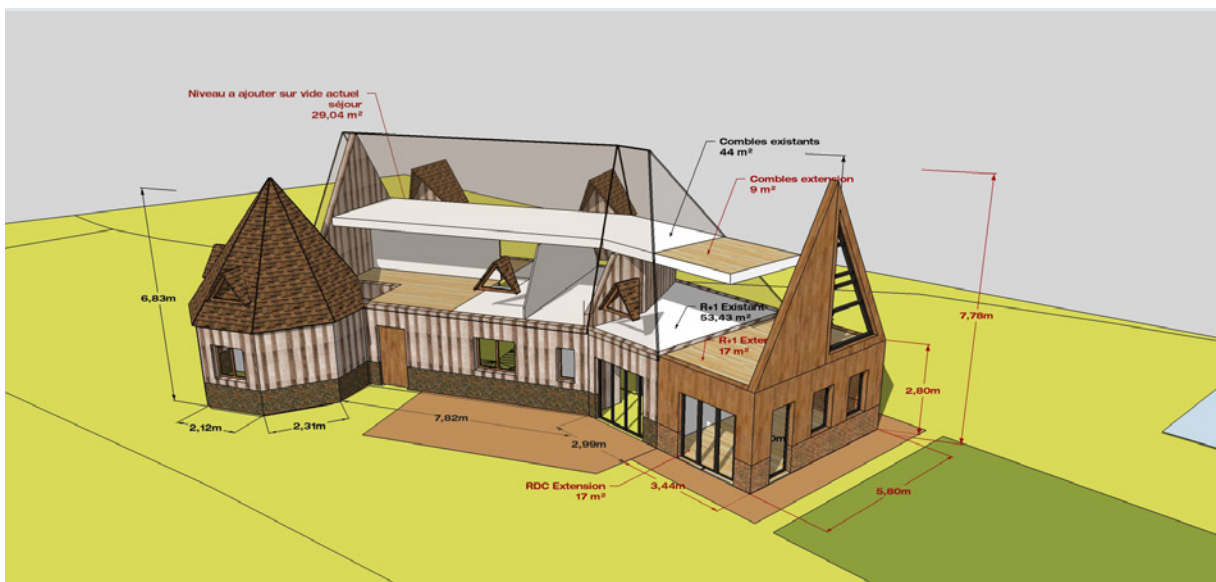 Niveau a ajouter sur vide actuel
séjour
29,04 m²
Combles existants
44 m²
Combles extension
9 m²
6,83m
R+1 Existant
53,43 m²
R+1 Exter
17 m²
7,78m
2,80m
2,12m
2,31m
7,82m
2,99m
RDC Extension
17 m²
3,44m
5,80m